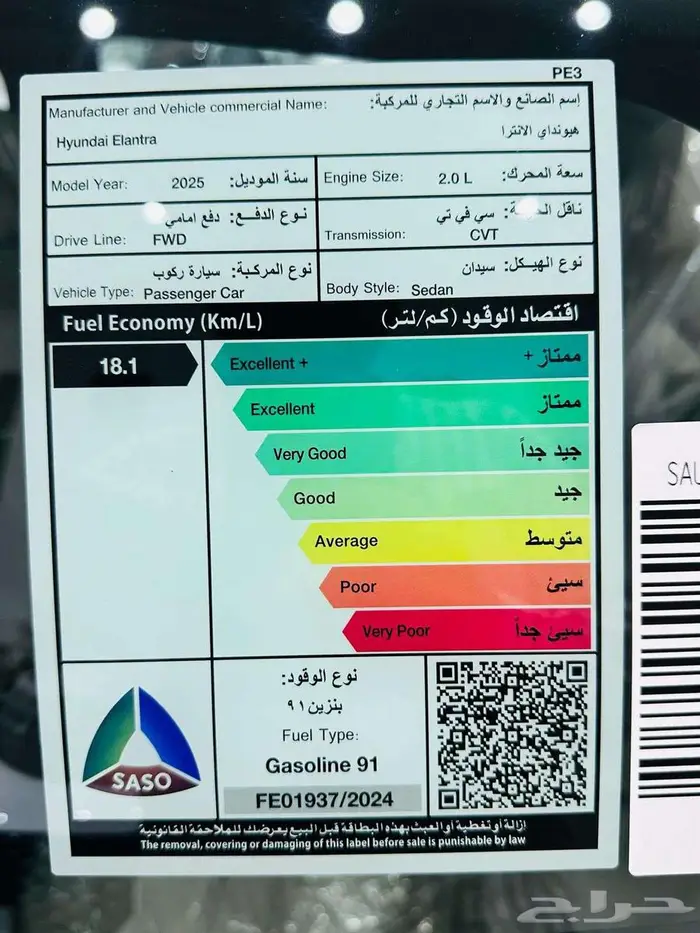 PE3
Manufacturer and Vehicle commercial Name: إسم الصانع والاسم التجاري للمركبة:
Hyundai Elantra هيونداي الانترا
Model Year: 2025 سنة الموديل:
Engine Size: 2.0 L سعة المحرك:
نوع الدفع: دفع امامي
Drive Line: FWD
ناقل سي في تي
Transmission: CVT
نوع المركبة: سيارة ركوب
Vehicle Type: Passenger Car
نوع الهيكل: سيدان
Body Style: Sedan
Fuel Economy (Km/L) اقتصاد الوقود (كم/لتر)
18.1
Excellent + ممتاز +
Excellent ممتاز
Very Good جيد جداً
Good جيد
Average متوسط
Poor سيئ
Very Poor سيئ جداً
SASO
نوع الوقود:
بنزين ٩١
Fuel Type:
Gasoline 91
FE01937/2024
إزالة أو تغطية أو العبث بهذه البطاقة قبل البيع يعرضك للملاحقة القانونية
The removal, covering or damaging of this label before sale is punishable by law
SAU
حراج